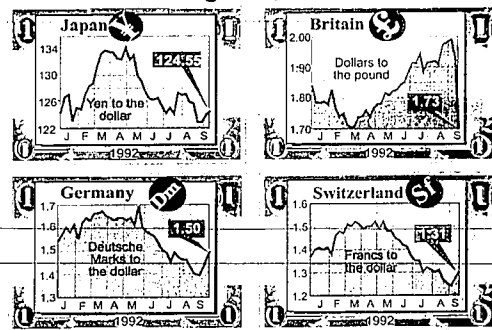 Japan ¥
134
130
126
122
124.55
Yen to the
dollar
J F M A M J J A S
1992
Britain £
2.00
1.90
1.80
1.70
Dollars to
the pound
1.73
J F M A M J J A S
1992
Germany Dm
1.7
1.6
1.5
1.4
1.3
1.50
Deutsche
Marks to
the dollar
J F M A M J J A S
1992
Switzerland Sf
1.6
1.5
1.4
1.3
1.2
1.31
Francs to
the dollar
J F M A M J J A S
1992